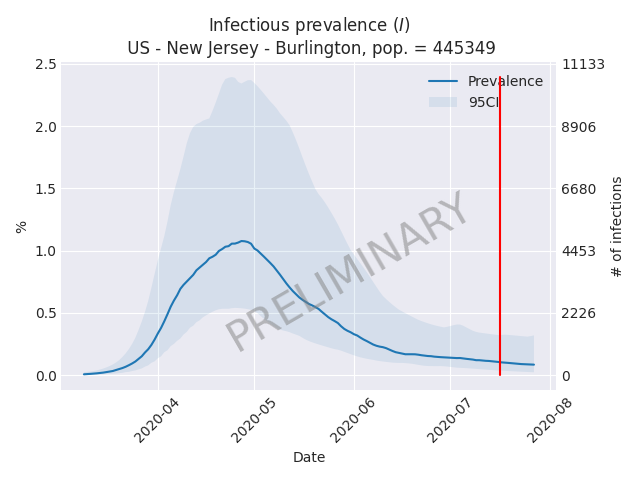 Infectious prevalence (I)
US - New Jersey - Burlington, pop. = 445349
2.5
11133
Prevalence
95CI
2.0
8906
1.5
6680
%
# of infections
1.0
4453
PRELIMINARY
0.5
2226
0.0
0
2020-04
2020-05
2020-06
2020-07
2020-08
Date